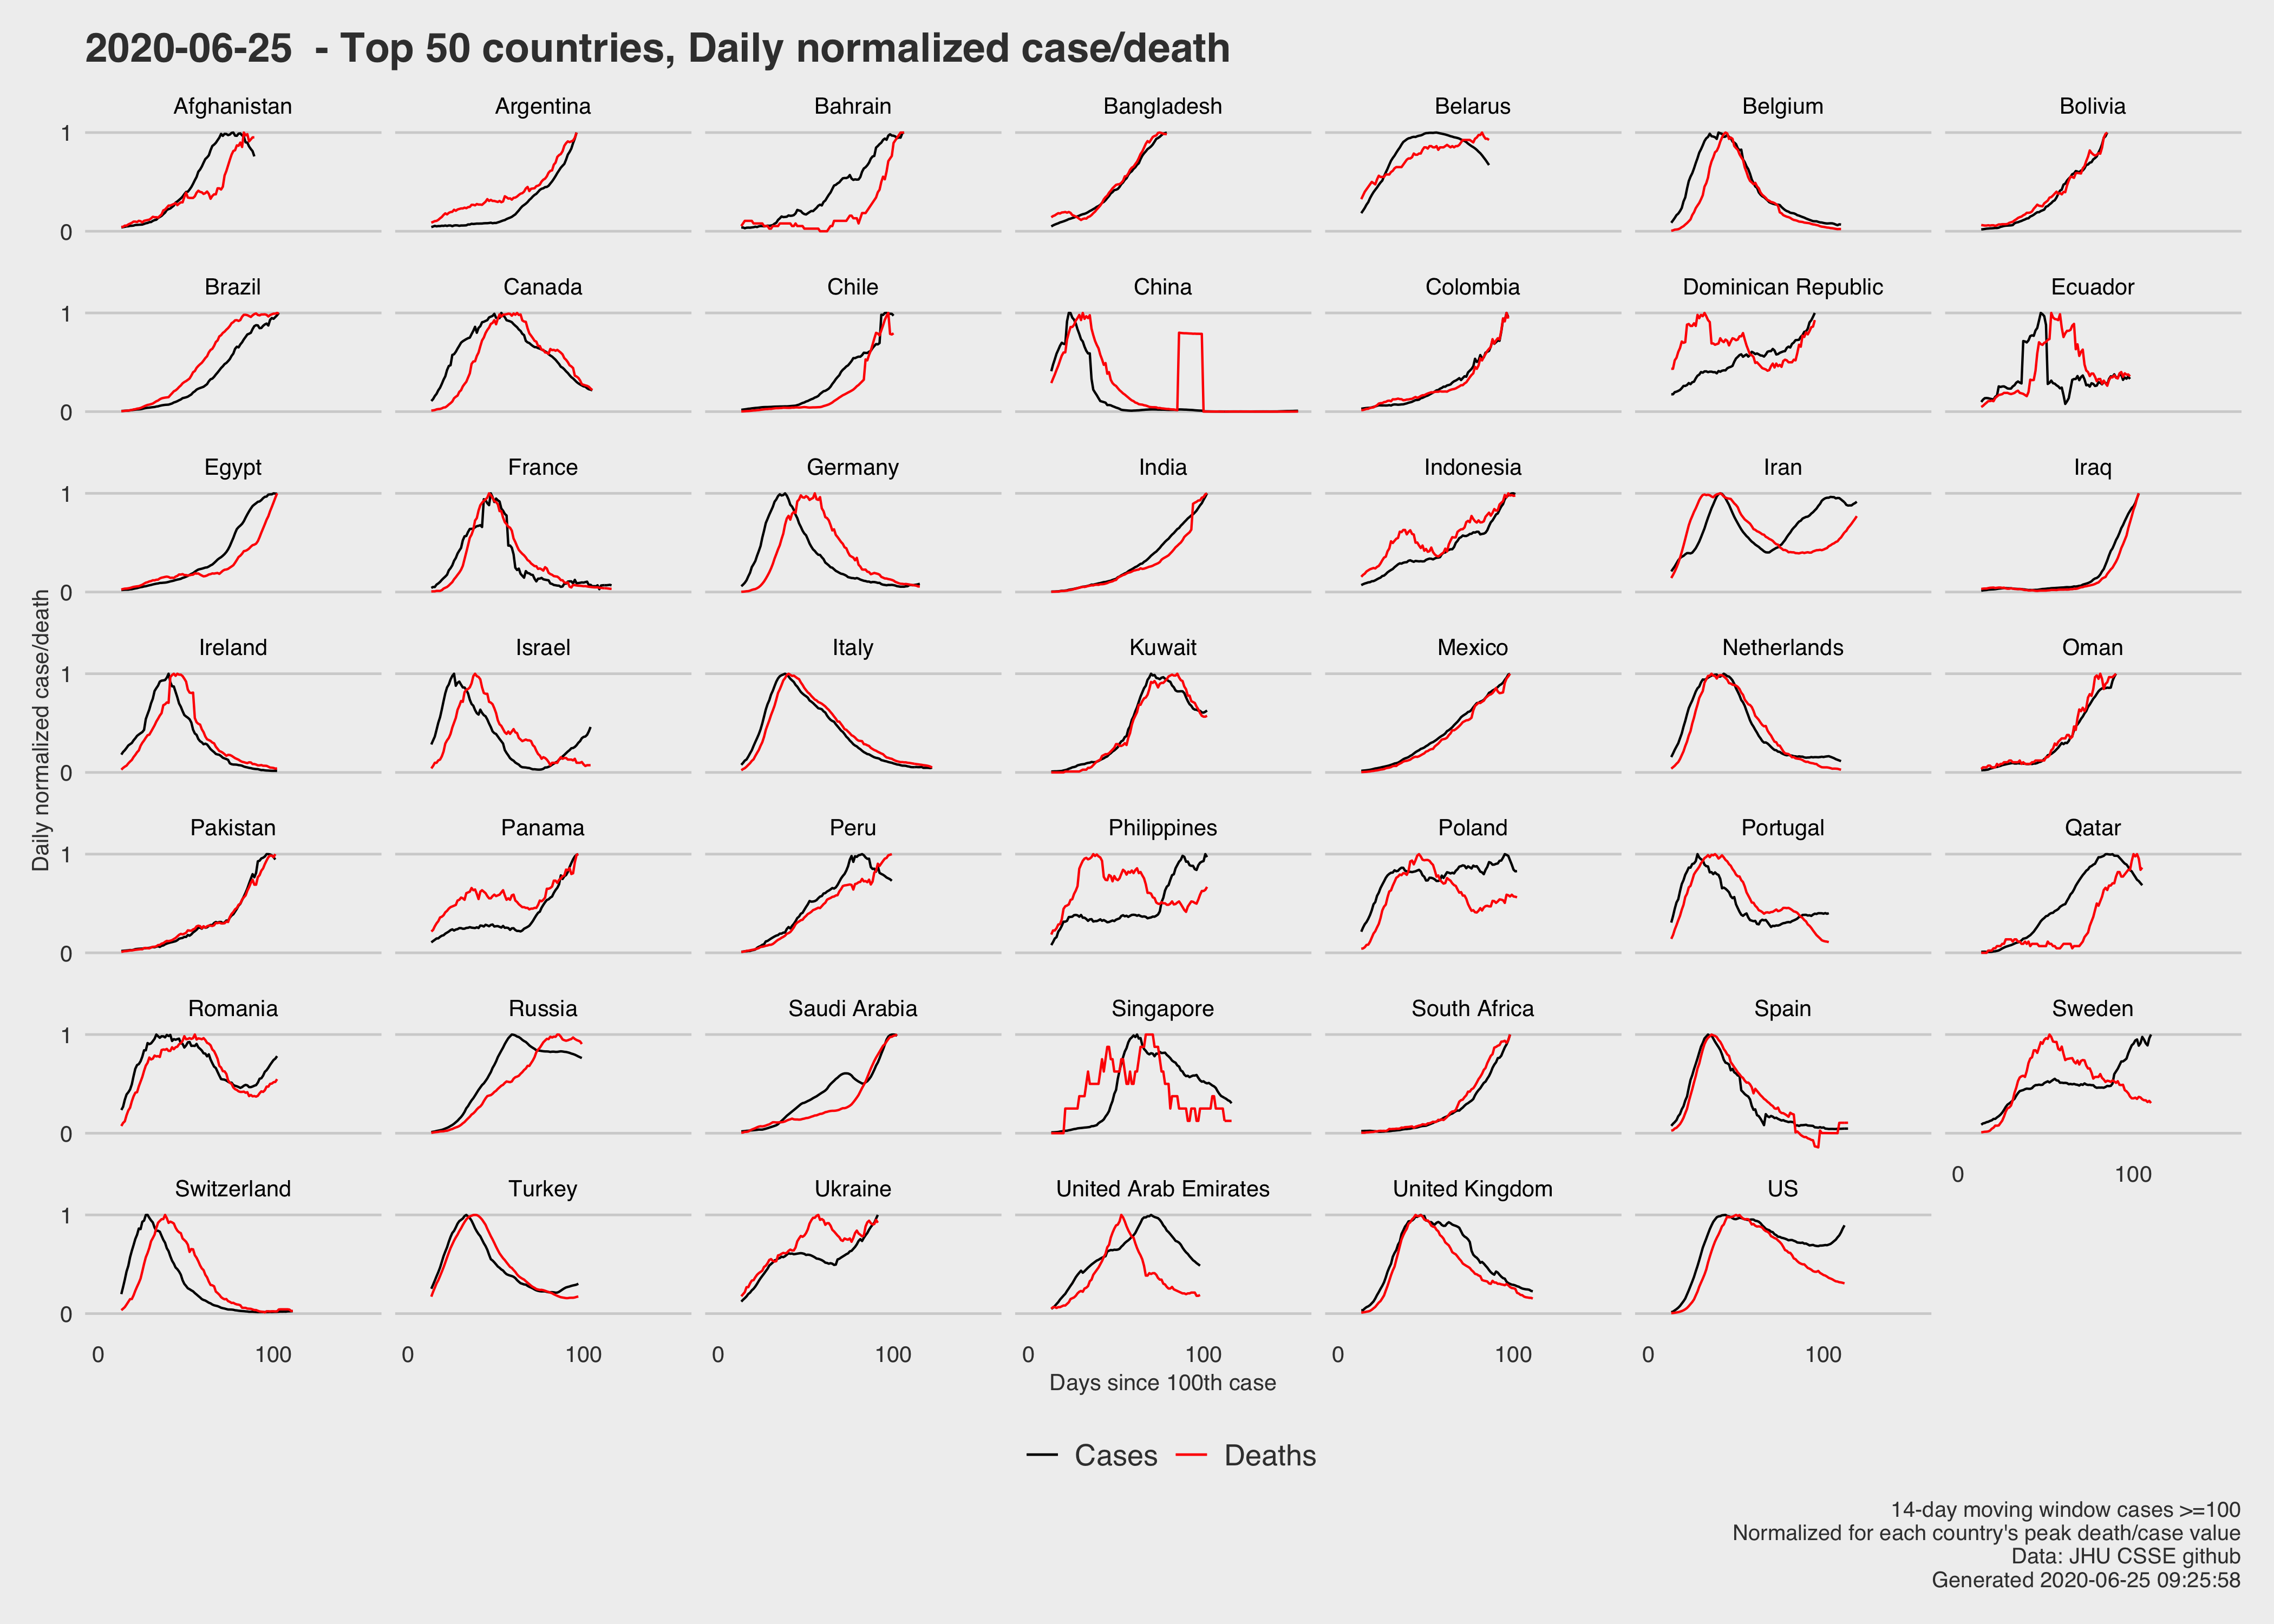 2020-06-25  - Top 50 countries, Daily normalized case/death
Afghanistan Argentina Bahrain Bangladesh Belarus Belgium Bolivia
1
0
Brazil Canada Chile China Colombia Dominican Republic Ecuador
1
0
Egypt France Germany India Indonesia Iran Iraq
1
0
Daily normalized case/death
Ireland Israel Italy Kuwait Mexico Netherlands Oman
1
0
Pakistan Panama Peru Philippines Poland Portugal Qatar
1
0
Romania Russia Saudi Arabia Singapore South Africa Spain Sweden
1
0
0 100
Switzerland Turkey Ukraine United Arab Emirates United Kingdom US
1
0
0 100 0 100 0 100 0 100 0 100 0 100
Days since 100th case
Cases Deaths
14-day moving window cases >=100
Normalized for each country's peak death/case value
Data: JHU CSSE github
Generated 2020-06-25 09:25:58